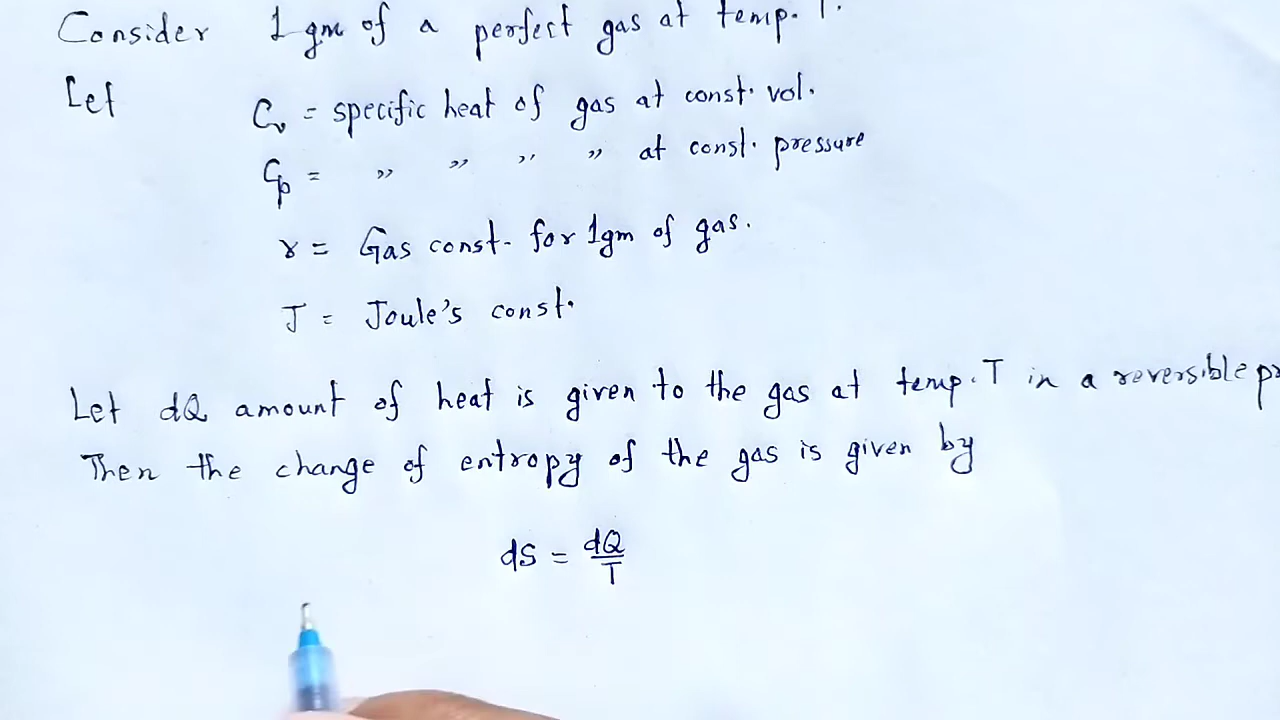 Consider 1 gm of a perfect gas at temp. T.
Let Cv = specific heat of gas at const. vol.
Cp = " " " " at const. pressure
r = Gas const. for 1gm of gas.
J = Joule's const.
Let dQ amount of heat is given to the gas at temp. T in a reversible pr
Then the change of entropy of the gas is given by
dS = dQ/T